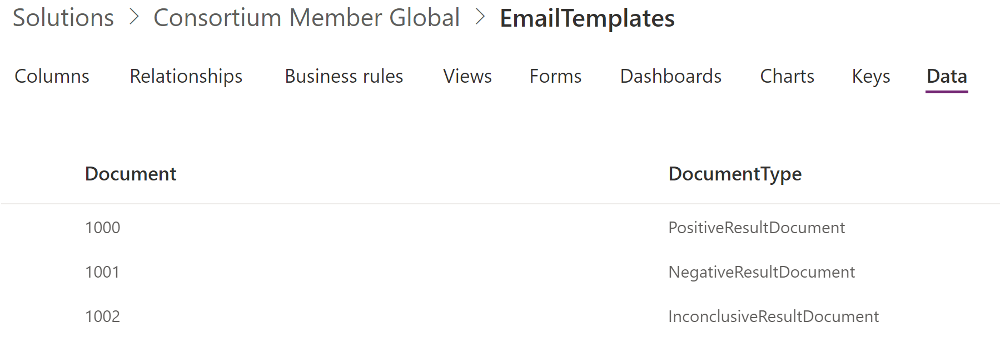 Solutions > Consortium Member Global > EmailTemplates
Columns Relationships Business rules Views Forms Dashboards Charts Keys Data
Document DocumentType
1000 PositiveResultDocument
1001 NegativeResultDocument
1002 InconclusiveResultDocument